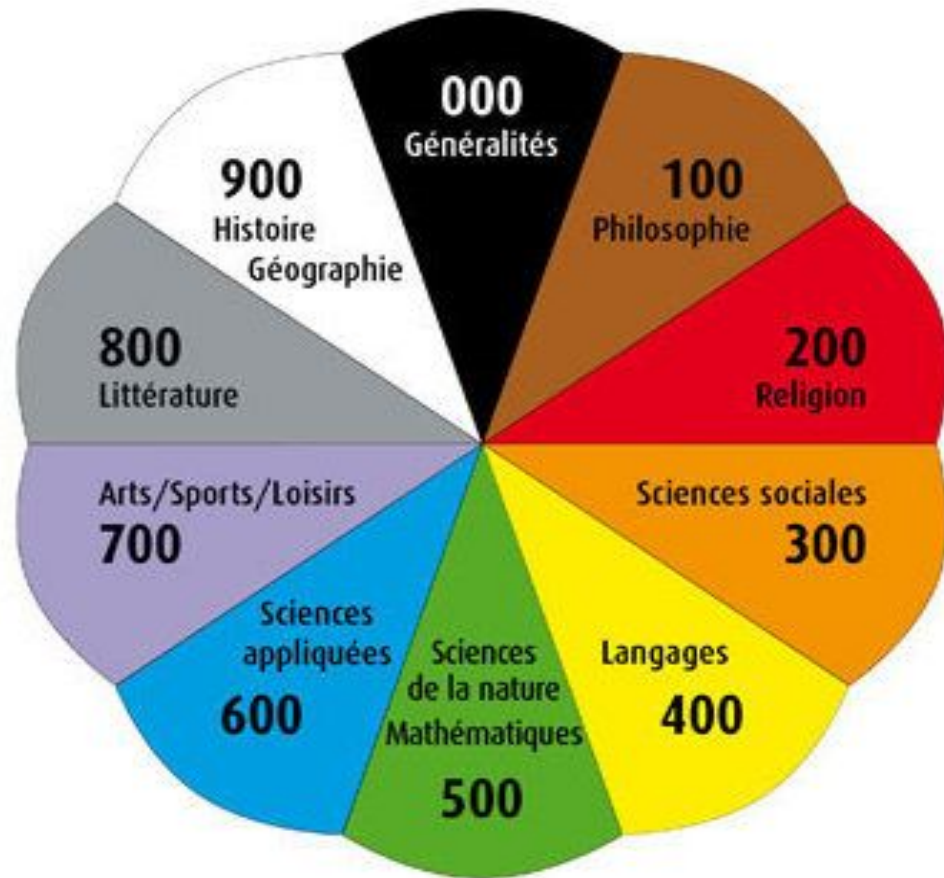 000
Généralités
100
Philosophie
200
Religion
Sciences sociales
300
Langages
400
Sciences
de la nature
Mathématiques
500
Sciences
appliquées
600
Arts/Sports/Loisirs
700
800
Littérature
900
Histoire
Géographie